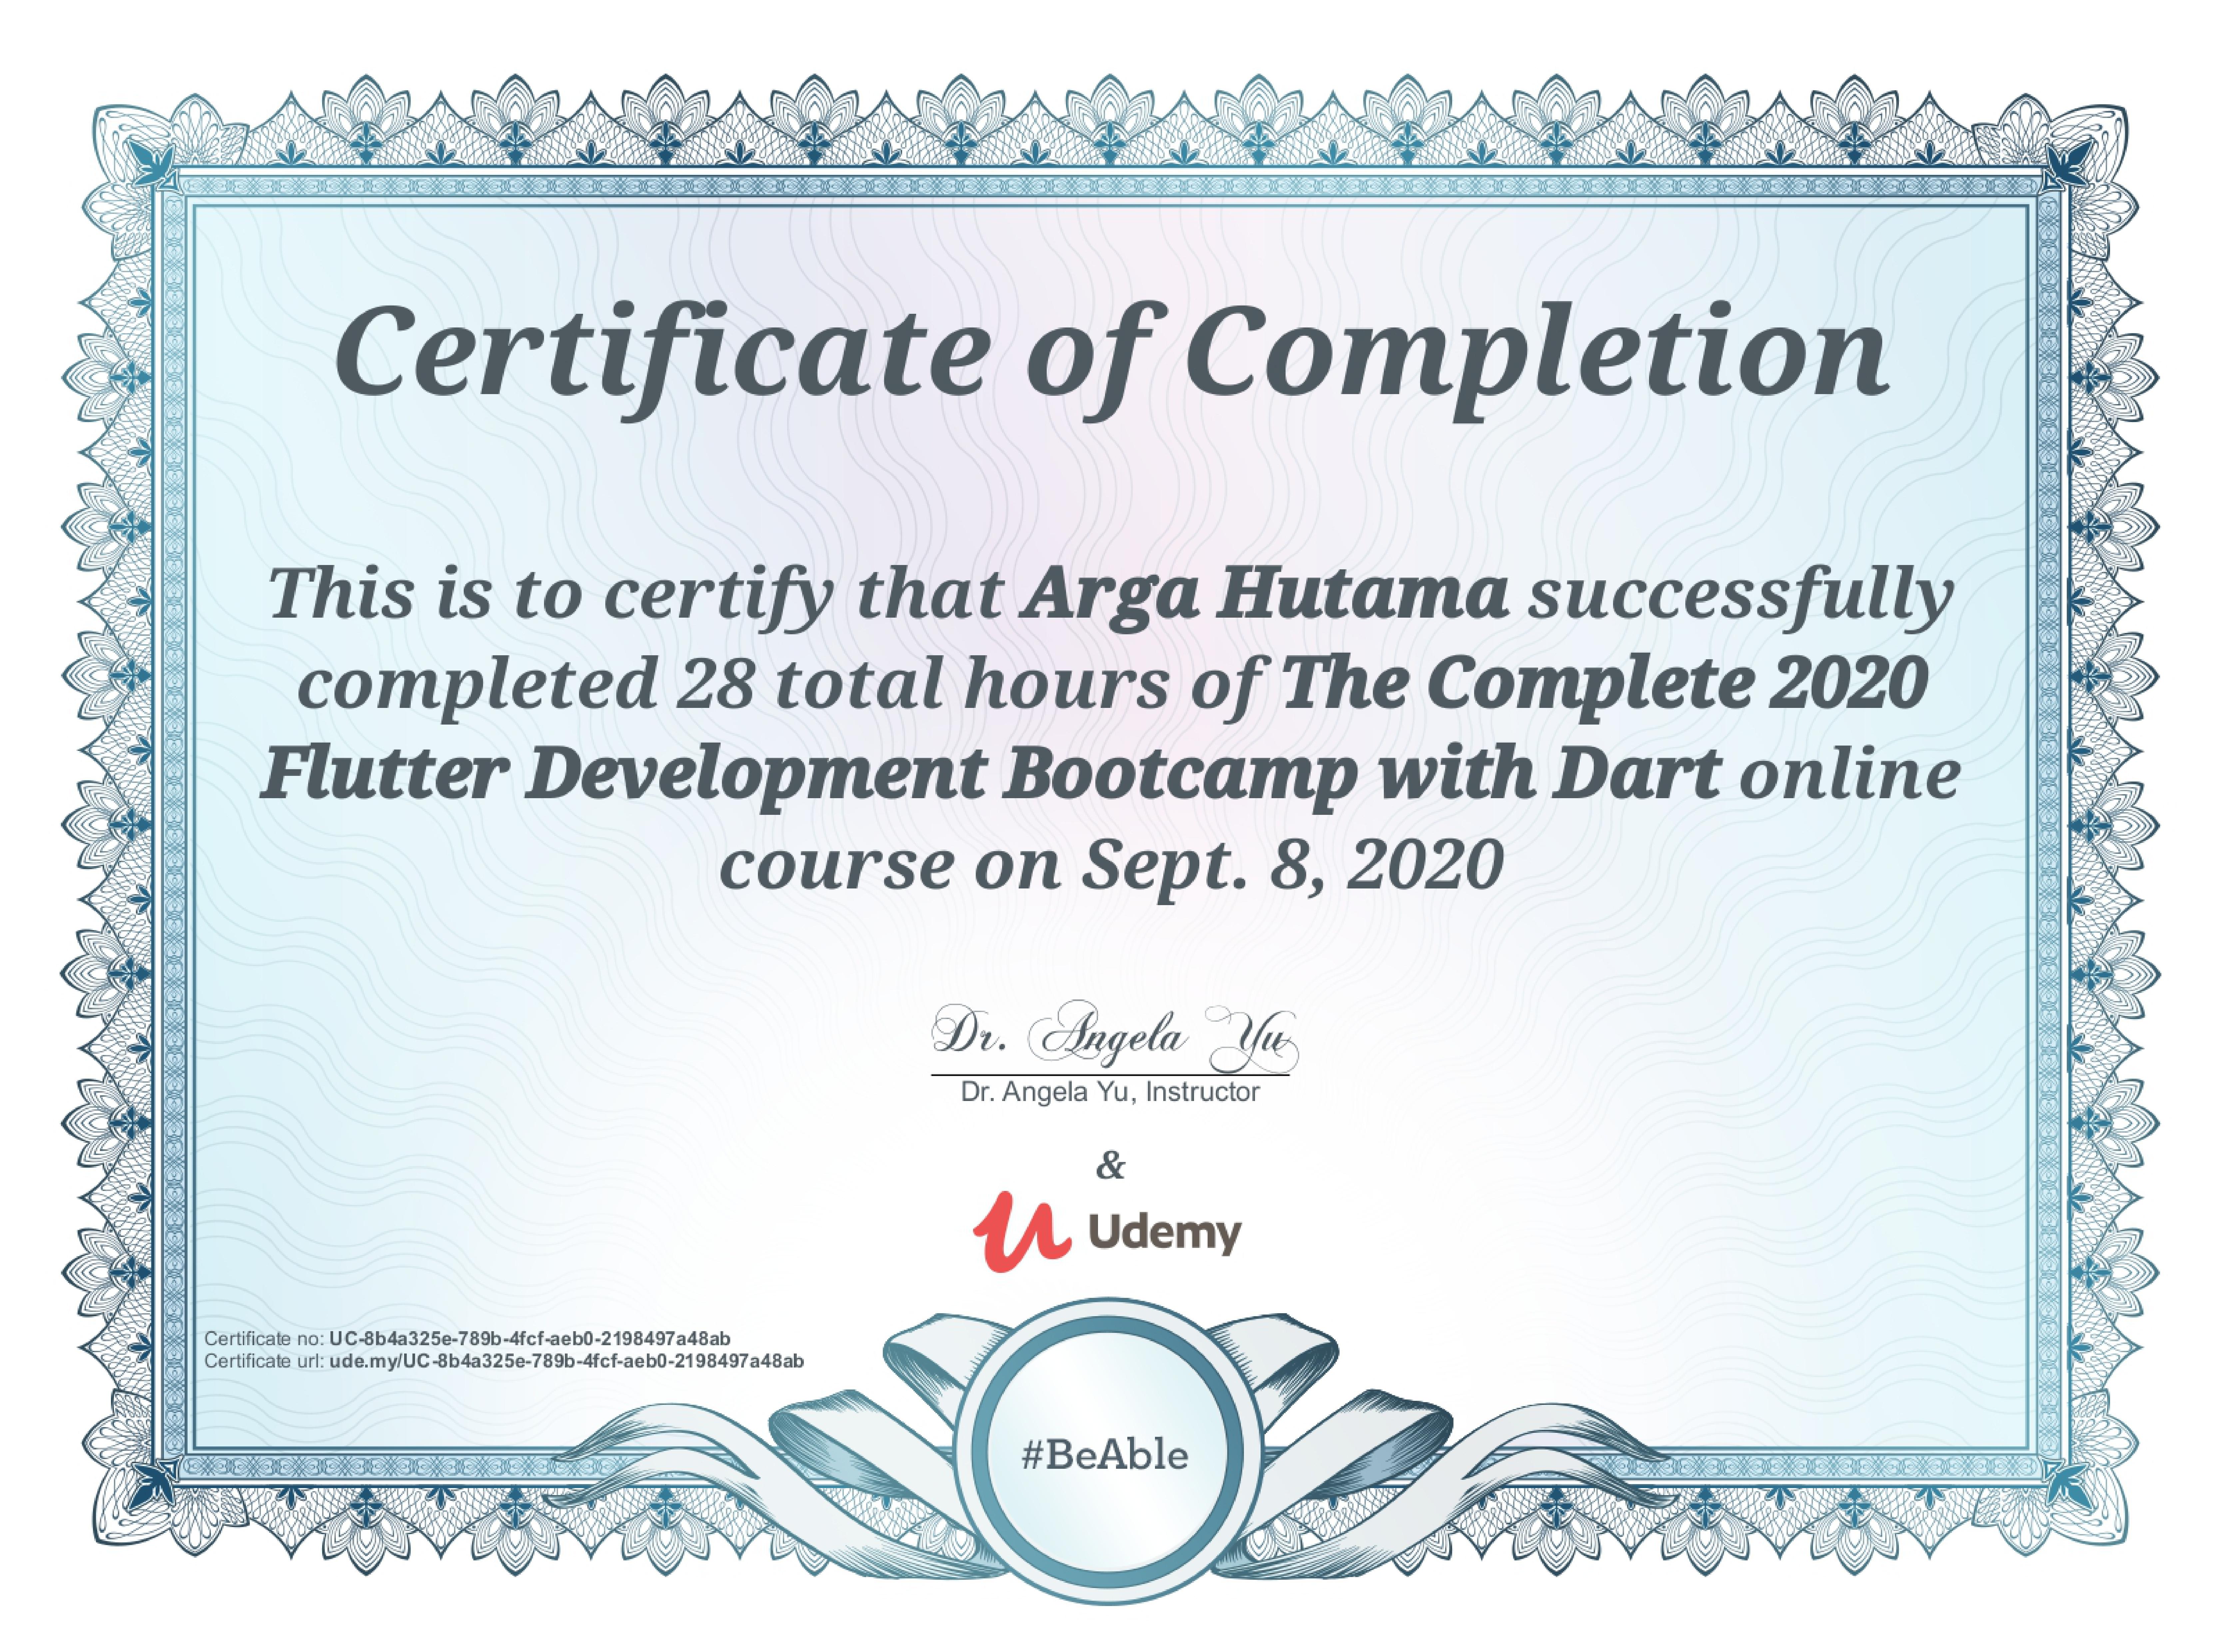 Certificate of Completion
This is to certify that Arga Hutama successfully
completed 28 total hours of The Complete 2020
Flutter Development Bootcamp with Dart online
course on Sept. 8, 2020
Dr. Angela Yu
Dr. Angela Yu, Instructor
&
Udemy
Certificate no: UC-8b4a325e-789b-4fcf-aeb0-2198497a48ab
Certificate url: ude.my/UC-8b4a325e-789b-4fcf-aeb0-2198497a48ab
#BeAble